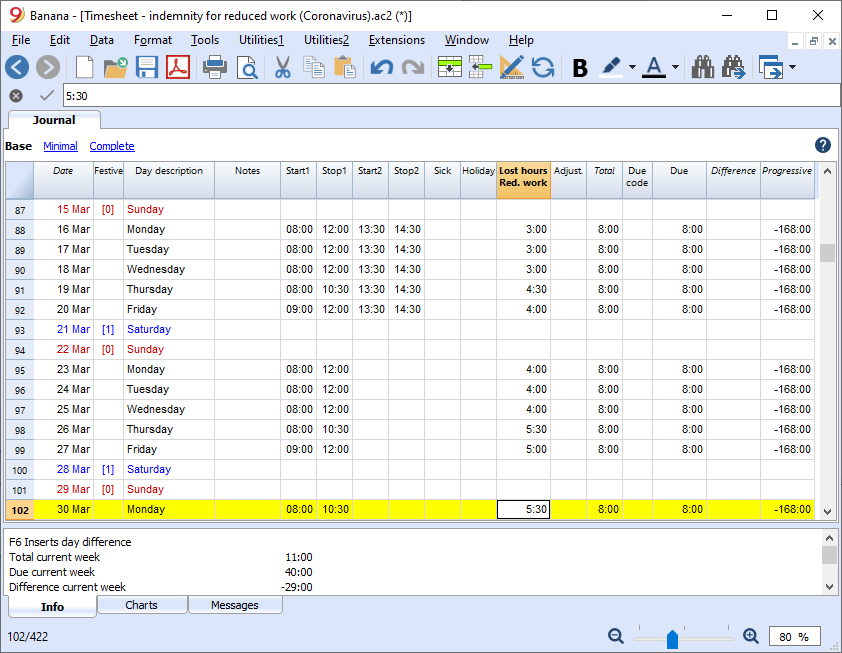 Banana - [Timesheet - indemnity for reduced work (Coronavirus).ac2 (*)]
File Edit Data Format Tools Utilities1 Utilities2 Extensions Window Help
B A
5:30
Journal
Base Minimal Complete
Date Festive Day description Notes Start1 Stop1 Start2 Stop2 Sick Holiday Lost hours Adjust. Total Due Due Difference Progressive
Red. work code
87 15 Mar [0] Sunday
88 16 Mar Monday 08:00 12:00 13:30 14:30 3:00 8:00 8:00 -168:00
89 17 Mar Tuesday 08:00 12:00 13:30 14:30 3:00 8:00 8:00 -168:00
90 18 Mar Wednesday 08:00 12:00 13:30 14:30 3:00 8:00 8:00 -168:00
91 19 Mar Thursday 08:00 10:30 13:30 14:30 4:30 8:00 8:00 -168:00
92 20 Mar Friday 09:00 12:00 13:30 14:30 4:00 8:00 8:00 -168:00
93 21 Mar [1] Saturday
94 22 Mar [0] Sunday
95 23 Mar Monday 08:00 12:00 4:00 8:00 8:00 -168:00
96 24 Mar Tuesday 08:00 12:00 4:00 8:00 8:00 -168:00
97 25 Mar Wednesday 08:00 12:00 4:00 8:00 8:00 -168:00
98 26 Mar Thursday 08:00 10:30 5:30 8:00 8:00 -168:00
99 27 Mar Friday 09:00 12:00 5:00 8:00 8:00 -168:00
100 28 Mar [1] Saturday
101 29 Mar [0] Sunday
102 30 Mar Monday 08:00 10:30 5:30 8:00 8:00 -168:00
F6 Inserts day difference
Total current week 11:00
Due current week 40:00
Difference current week -29:00
Info Charts Messages
102/422 80 %